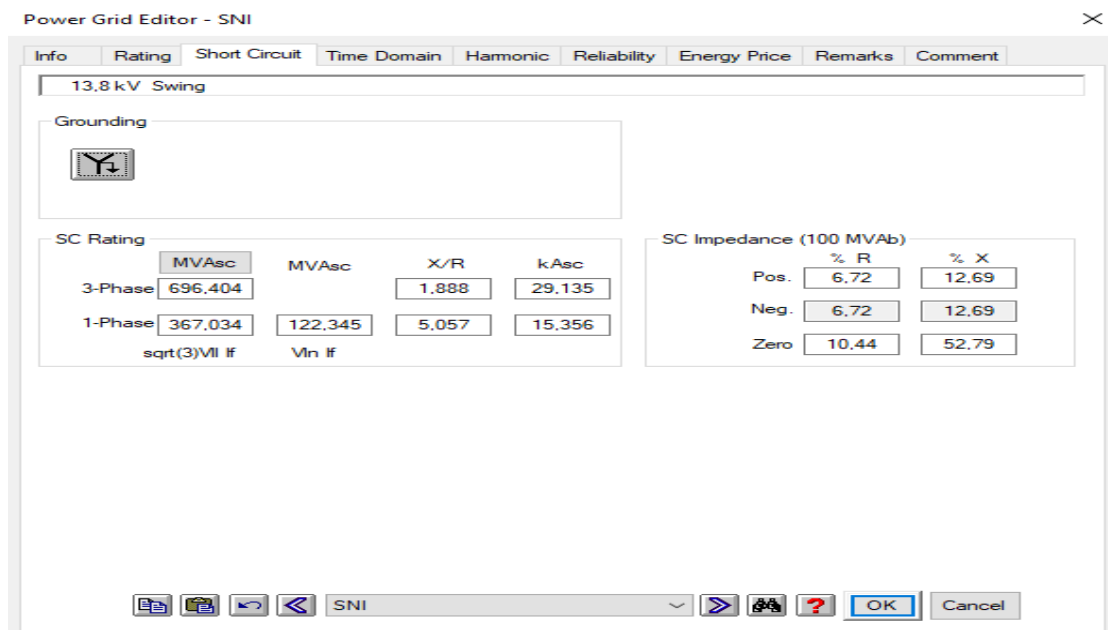 Power Grid Editor - SNI
Info Rating Short Circuit Time Domain Harmonic Reliability Energy Price Remarks Comment
13,8 kV Swing
Grounding
SC Rating
MVAsc MVAsc X/R kAsc
3-Phase 696,404 1,888 29,135
1-Phase 367,034 122,345 5,057 15,356
sqrt(3)Vll If Vln If
SC Impedance (100 MVAb)
% R % X
Pos. 6,72 12,69
Neg. 6,72 12,69
Zero 10,44 52,79
SNI ? OK Cancel